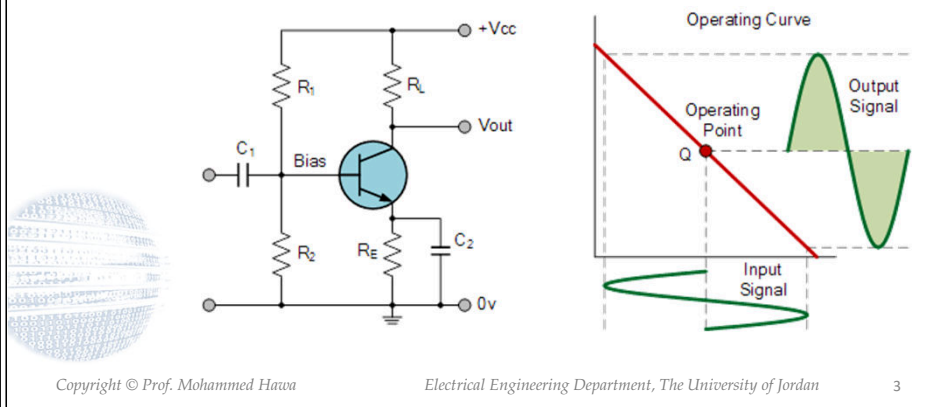 +Vcc
R1
RL
Vout
C1
Bias
R2
RE
C2
0v
Operating Curve
Output
Signal
Operating
Point
Q
Input
Signal
Copyright © Prof. Mohammed Hawa
Electrical Engineering Department, The University of Jordan
3